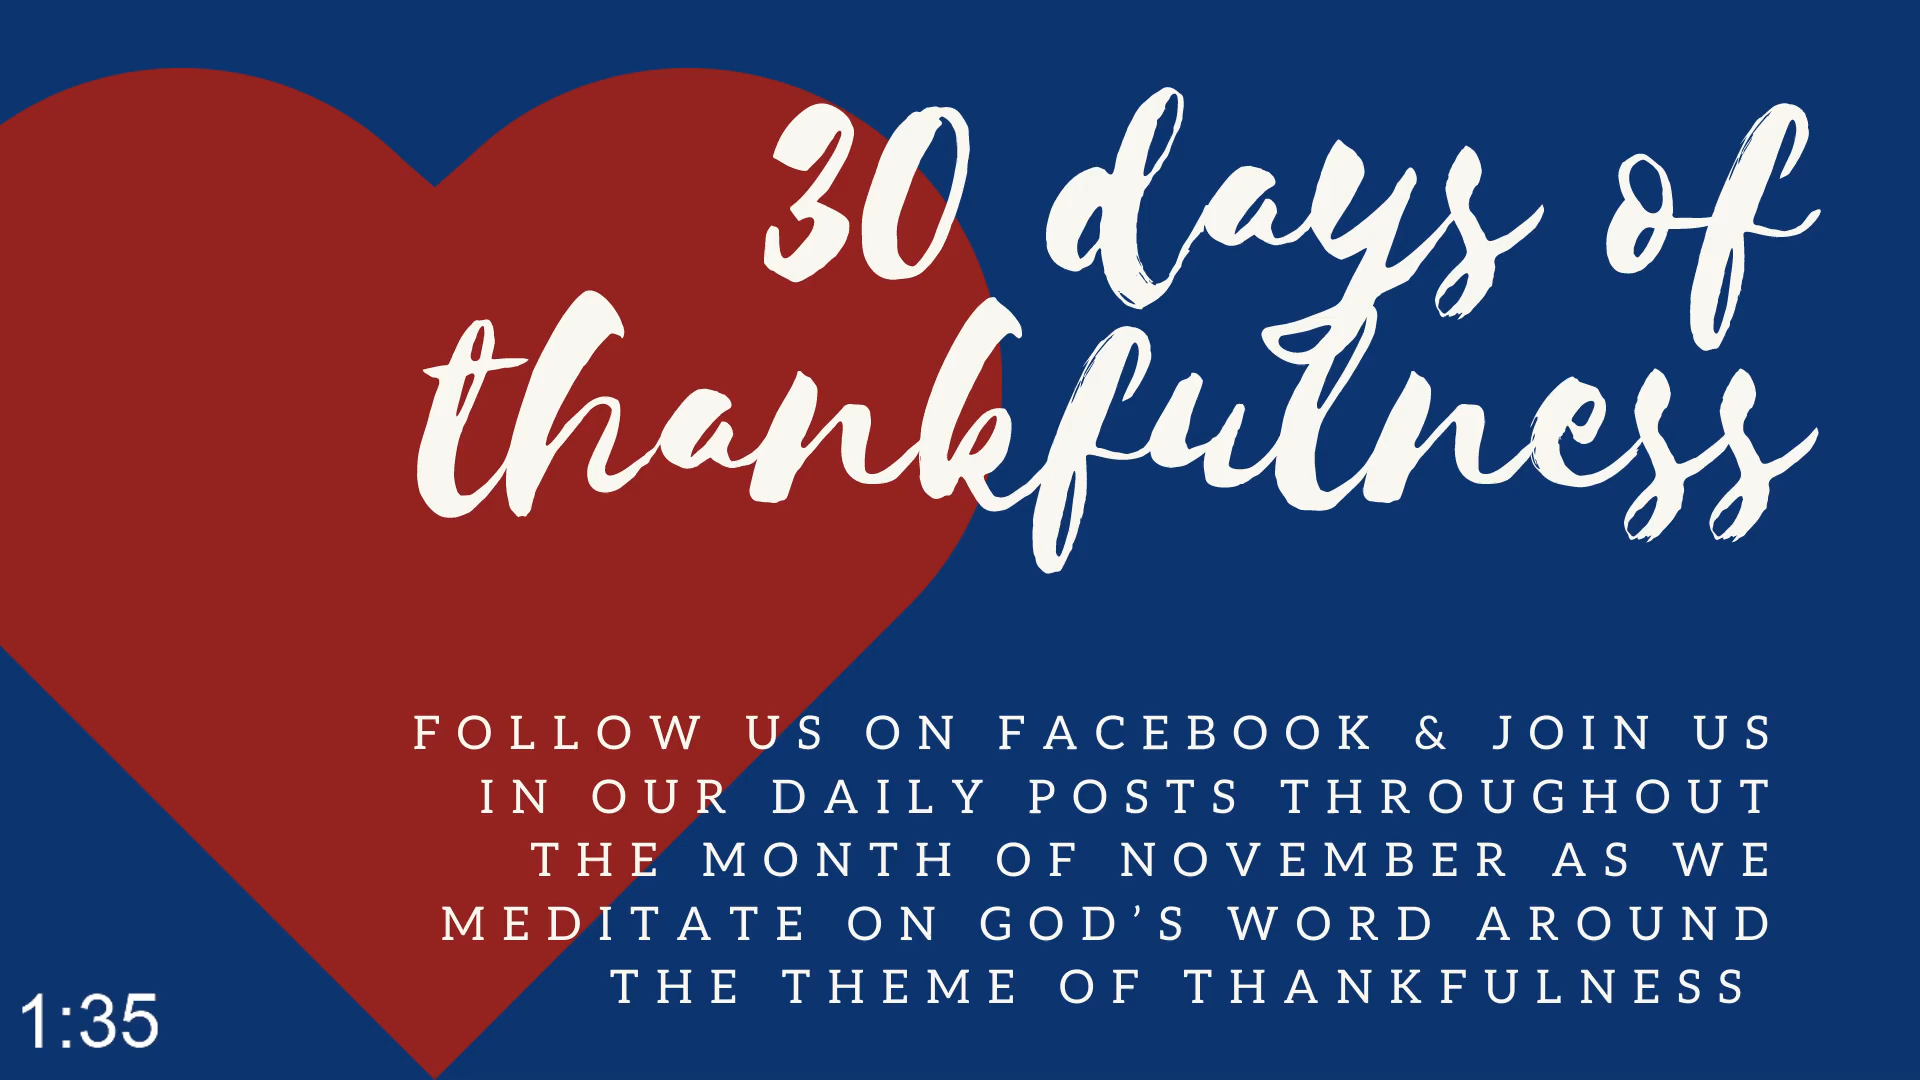 30 days of
thankfulness
FOLLOW US ON FACEBOOK & JOIN US
IN OUR DAILY POSTS THROUGHOUT
THE MONTH OF NOVEMBER AS WE
MEDITATE ON GOD’S WORD AROUND
THE THEME OF THANKFULNESS
1:35